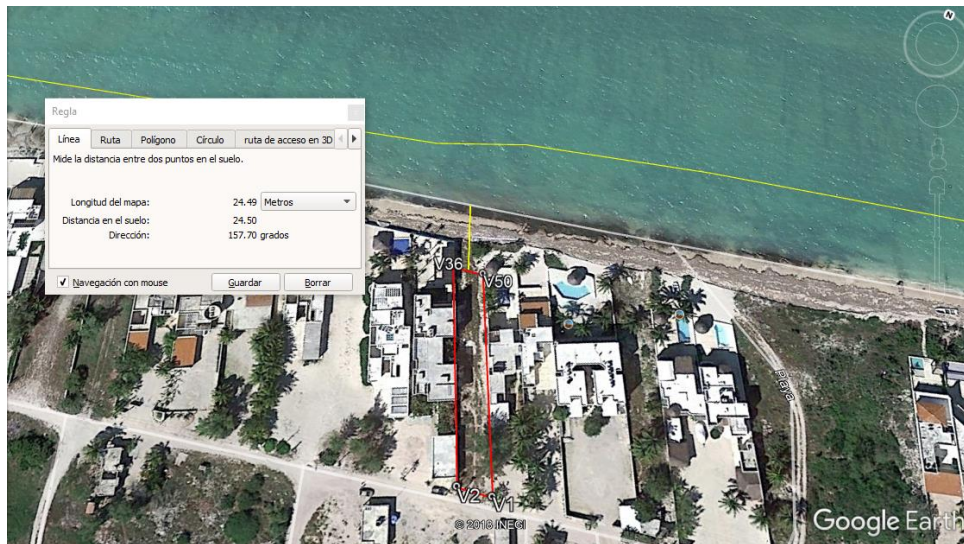 N
Regla
Línea Ruta Polígono Círculo ruta de acceso en 3D
Mide la distancia entre dos puntos en el suelo.
Longitud del mapa: 24.49 Metros
Distancia en el suelo: 24.50
Dirección: 157.70 grados
Navegación con mouse Guardar Borrar
V36
V50
Playa
V2
V1
© 2018 INEGI
Google Earth